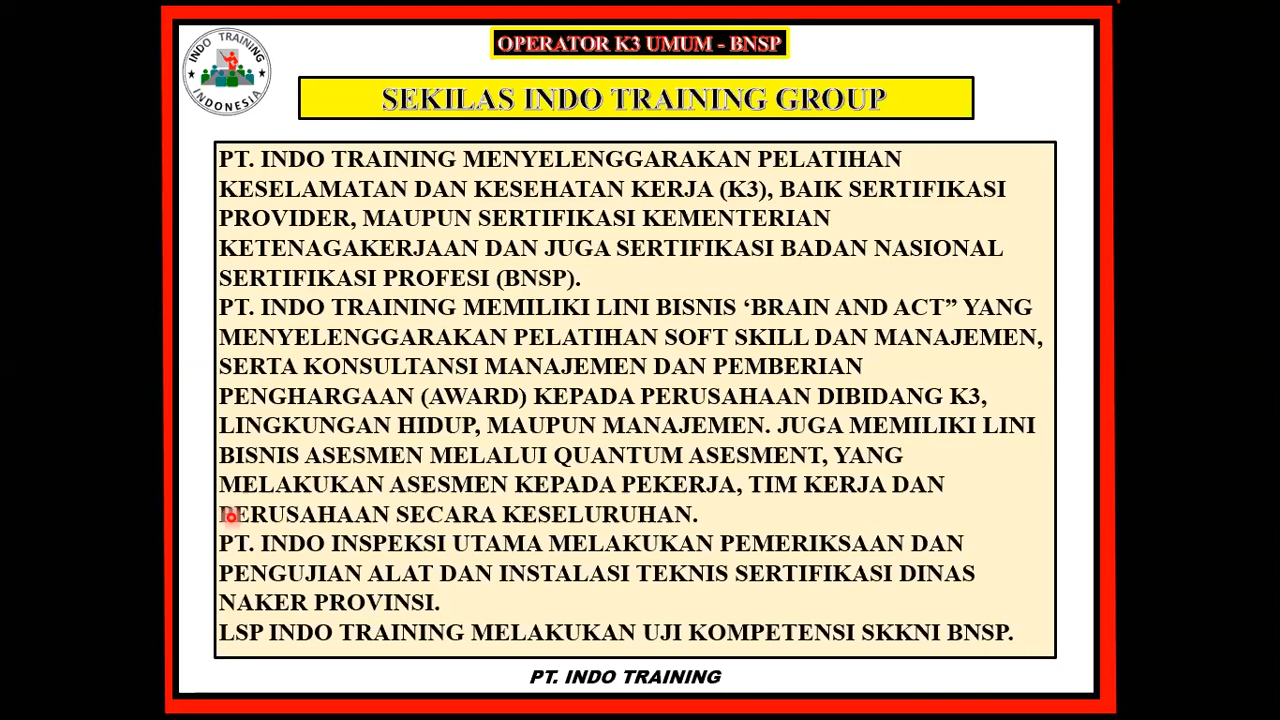 INDO TRAINING
INDONESIA
OPERATOR K3 UMUM - BNSP
SEKILAS INDO TRAINING GROUP
PT. INDO TRAINING MENYELENGGARAKAN PELATIHAN
KESELAMATAN DAN KESEHATAN KERJA (K3), BAIK SERTIFIKASI
PROVIDER, MAUPUN SERTIFIKASI KEMENTERIAN
KETENAGAKERJAAN DAN JUGA SERTIFIKASI BADAN NASIONAL
SERTIFIKASI PROFESI (BNSP).
PT. INDO TRAINING MEMILIKI LINI BISNIS ‘BRAIN AND ACT” YANG
MENYELENGGARAKAN PELATIHAN SOFT SKILL DAN MANAJEMEN,
SERTA KONSULTANSI MANAJEMEN DAN PEMBERIAN
PENGHARGAAN (AWARD) KEPADA PERUSAHAAN DIBIDANG K3,
LINGKUNGAN HIDUP, MAUPUN MANAJEMEN. JUGA MEMILIKI LINI
BISNIS ASESMEN MELALUI QUANTUM ASESMENT, YANG
MELAKUKAN ASESMEN KEPADA PEKERJA, TIM KERJA DAN
PERUSAHAAN SECARA KESELURUHAN.
PT. INDO INSPEKSI UTAMA MELAKUKAN PEMERIKSAAN DAN
PENGUJIAN ALAT DAN INSTALASI TEKNIS SERTIFIKASI DINAS
NAKER PROVINSI.
LSP INDO TRAINING MELAKUKAN UJI KOMPETENSI SKKNI BNSP.
PT. INDO TRAINING